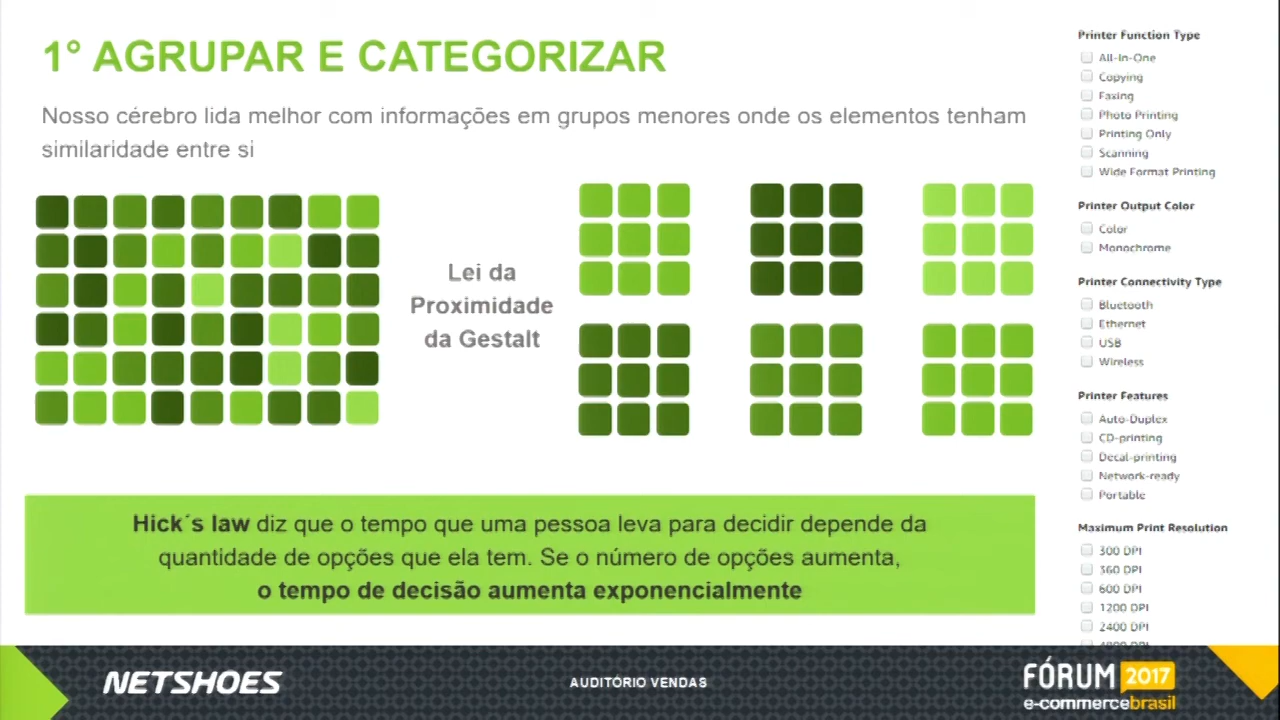 1° AGRUPAR E CATEGORIZAR
Nosso cérebro lida melhor com informações em grupos menores onde os elementos tenham
similaridade entre si
Lei da
Proximidade
da Gestalt
Hick´s law diz que o tempo que uma pessoa leva para decidir depende da
quantidade de opções que ela tem. Se o número de opções aumenta,
o tempo de decisão aumenta exponencialmente
Printer Function Type
All-In-One
Copying
Faxing
Photo Printing
Printing Only
Scanning
Wide Format Printing
Printer Output Color
Color
Monochrome
Printer Connectivity Type
Bluetooth
Ethernet
USB
Wireless
Printer Features
Auto-Duplex
CD-printing
Decal-printing
Network-ready
Portable
Maximum Print Resolution
300 DPI
360 DPI
600 DPI
1200 DPI
2400 DPI
NETSHOES
AUDITÓRIO VENDAS
FÓRUM 2017
e-commercebrasil